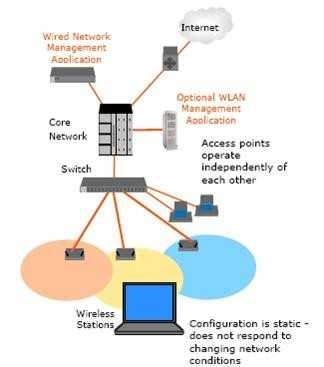 Internet
Wired Network
Management
Application
Optional WLAN
Management
Application
Core
Network
Access points
operate
independently of
each other
Switch
Wireless
Stations
Configuration is static -
does not respond to
changing network
conditions